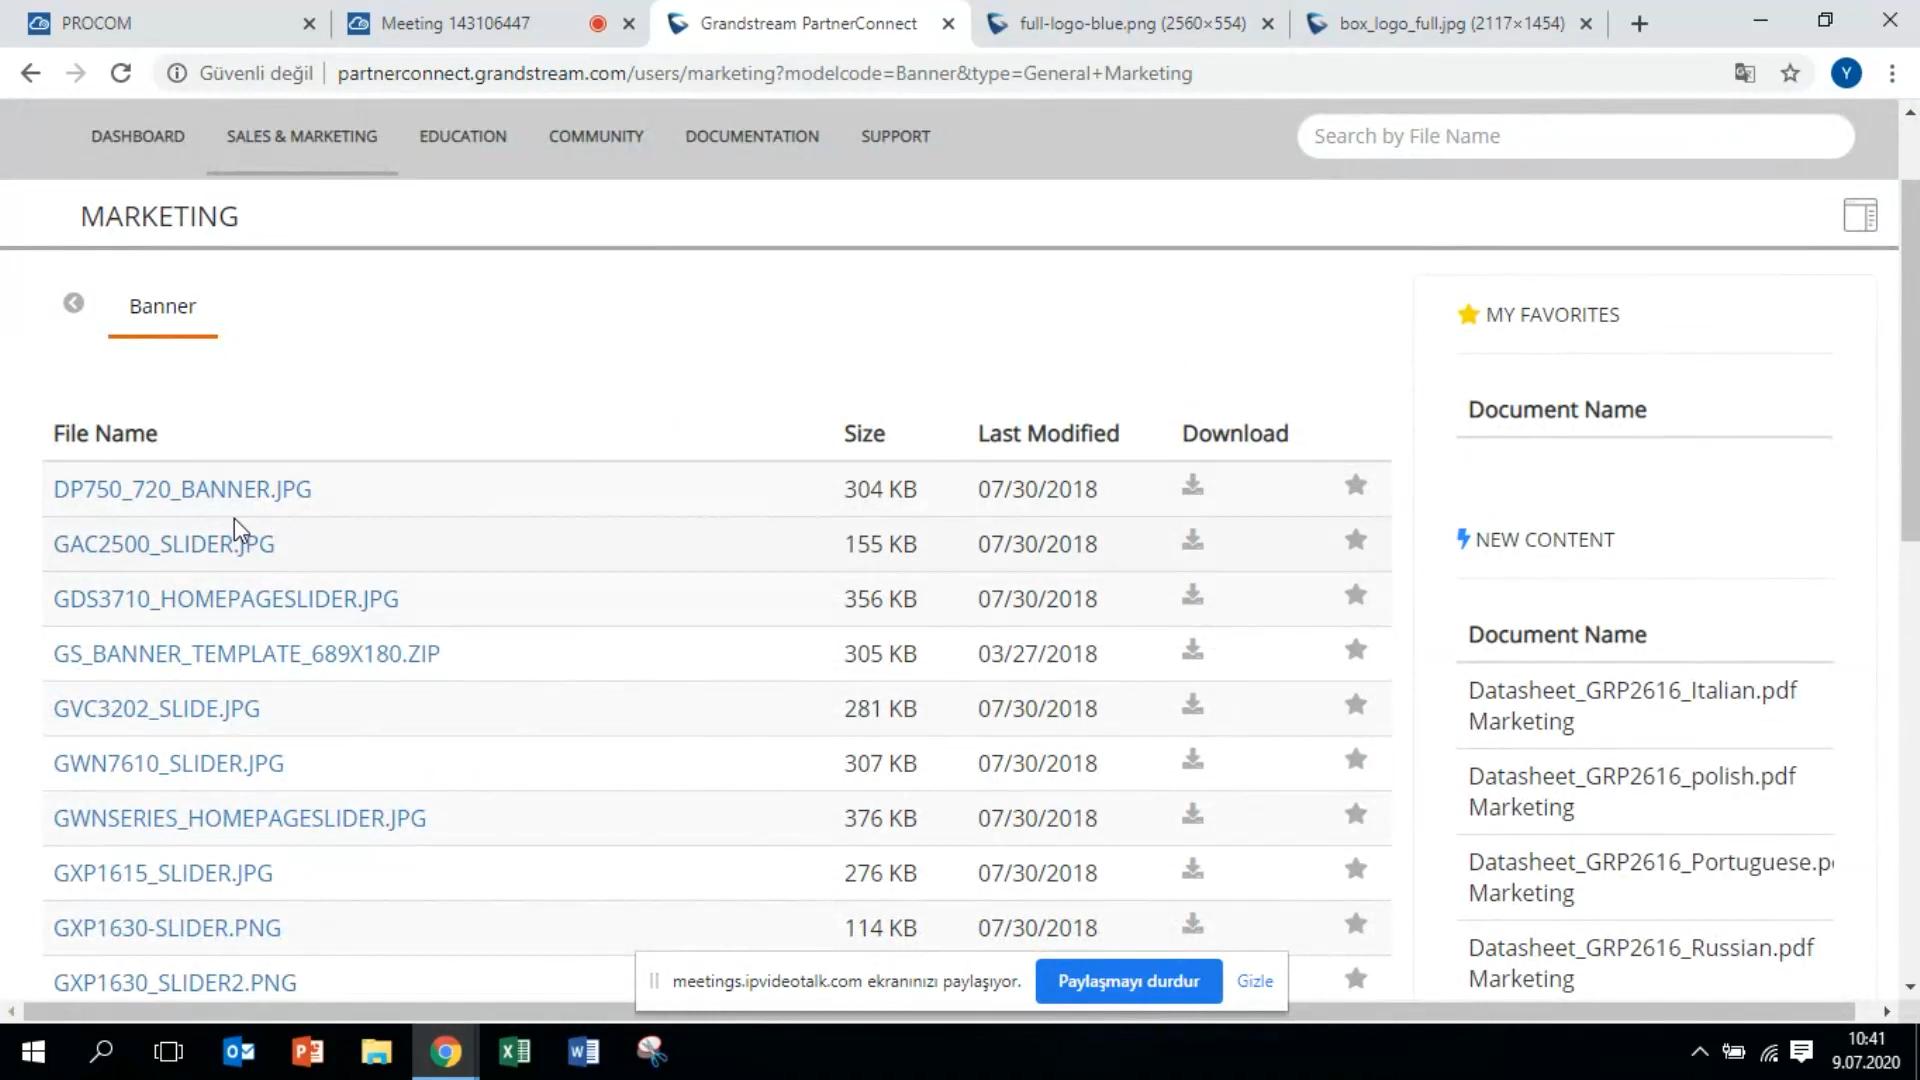 PROCOM
Meeting 143106447
Grandstream PartnerConnect
full-logo-blue.png (2560×554)
box_logo_full.jpg (2117×1454)
Güvenli değil
partnerconnect.grandstream.com/users/marketing?modelcode=Banner&type=General+Marketing
Y
DASHBOARD
SALES & MARKETING
EDUCATION
COMMUNITY
DOCUMENTATION
SUPPORT
Search by File Name
MARKETING
Banner
File Name Size Last Modified Download
DP750_720_BANNER.JPG 304 KB 07/30/2018
GAC2500_SLIDER.JPG 155 KB 07/30/2018
GDS3710_HOMEPAGESLIDER.JPG 356 KB 07/30/2018
GS_BANNER_TEMPLATE_689X180.ZIP 305 KB 03/27/2018
GVC3202_SLIDE.JPG 281 KB 07/30/2018
GWN7610_SLIDER.JPG 307 KB 07/30/2018
GWNSERIES_HOMEPAGESLIDER.JPG 376 KB 07/30/2018
GXP1615_SLIDER.JPG 276 KB 07/30/2018
GXP1630-SLIDER.PNG 114 KB 07/30/2018
GXP1630_SLIDER2.PNG
MY FAVORITES
Document Name
NEW CONTENT
Document Name
Datasheet_GRP2616_Italian.pdf
Marketing
Datasheet_GRP2616_polish.pdf
Marketing
Datasheet_GRP2616_Portuguese.p
Marketing
Datasheet_GRP2616_Russian.pdf
Marketing
meetings.ipvideotalk.com ekranınızı paylaşıyor.
Paylaşmayı durdur
Gizle
10:41
9.07.2020